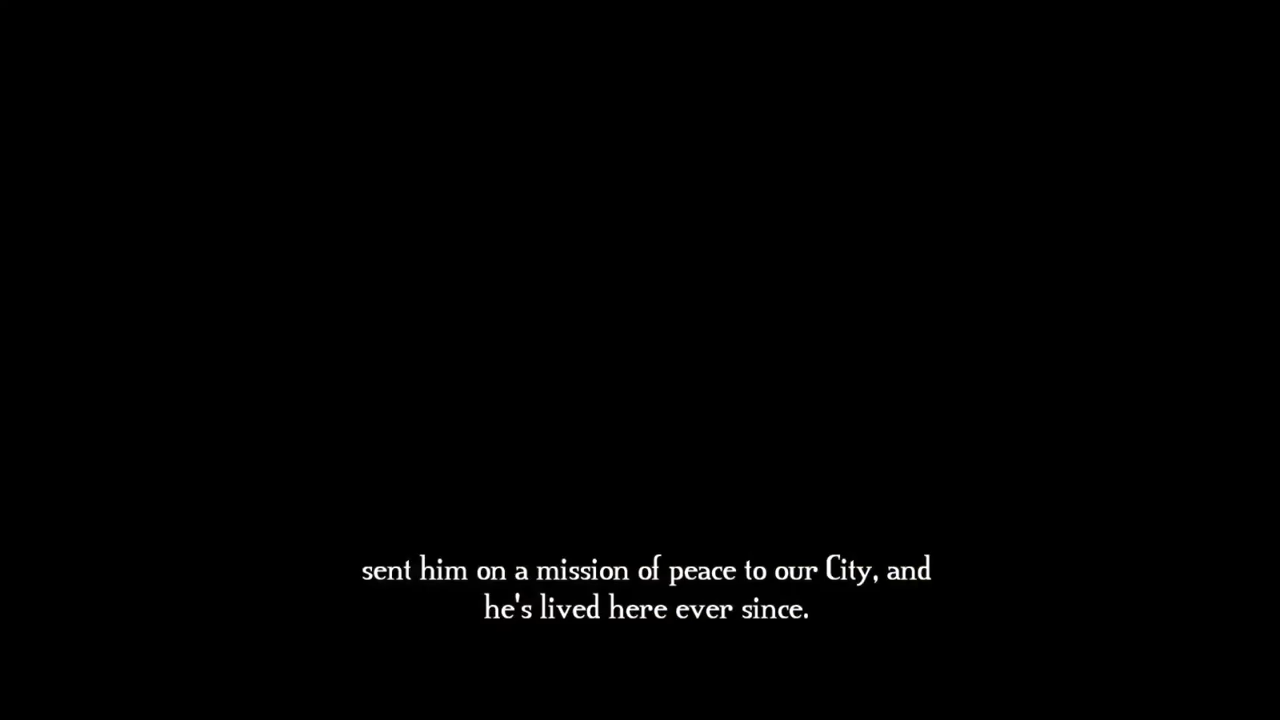 sent him on a mission of peace to our City, and
he's lived here ever since.